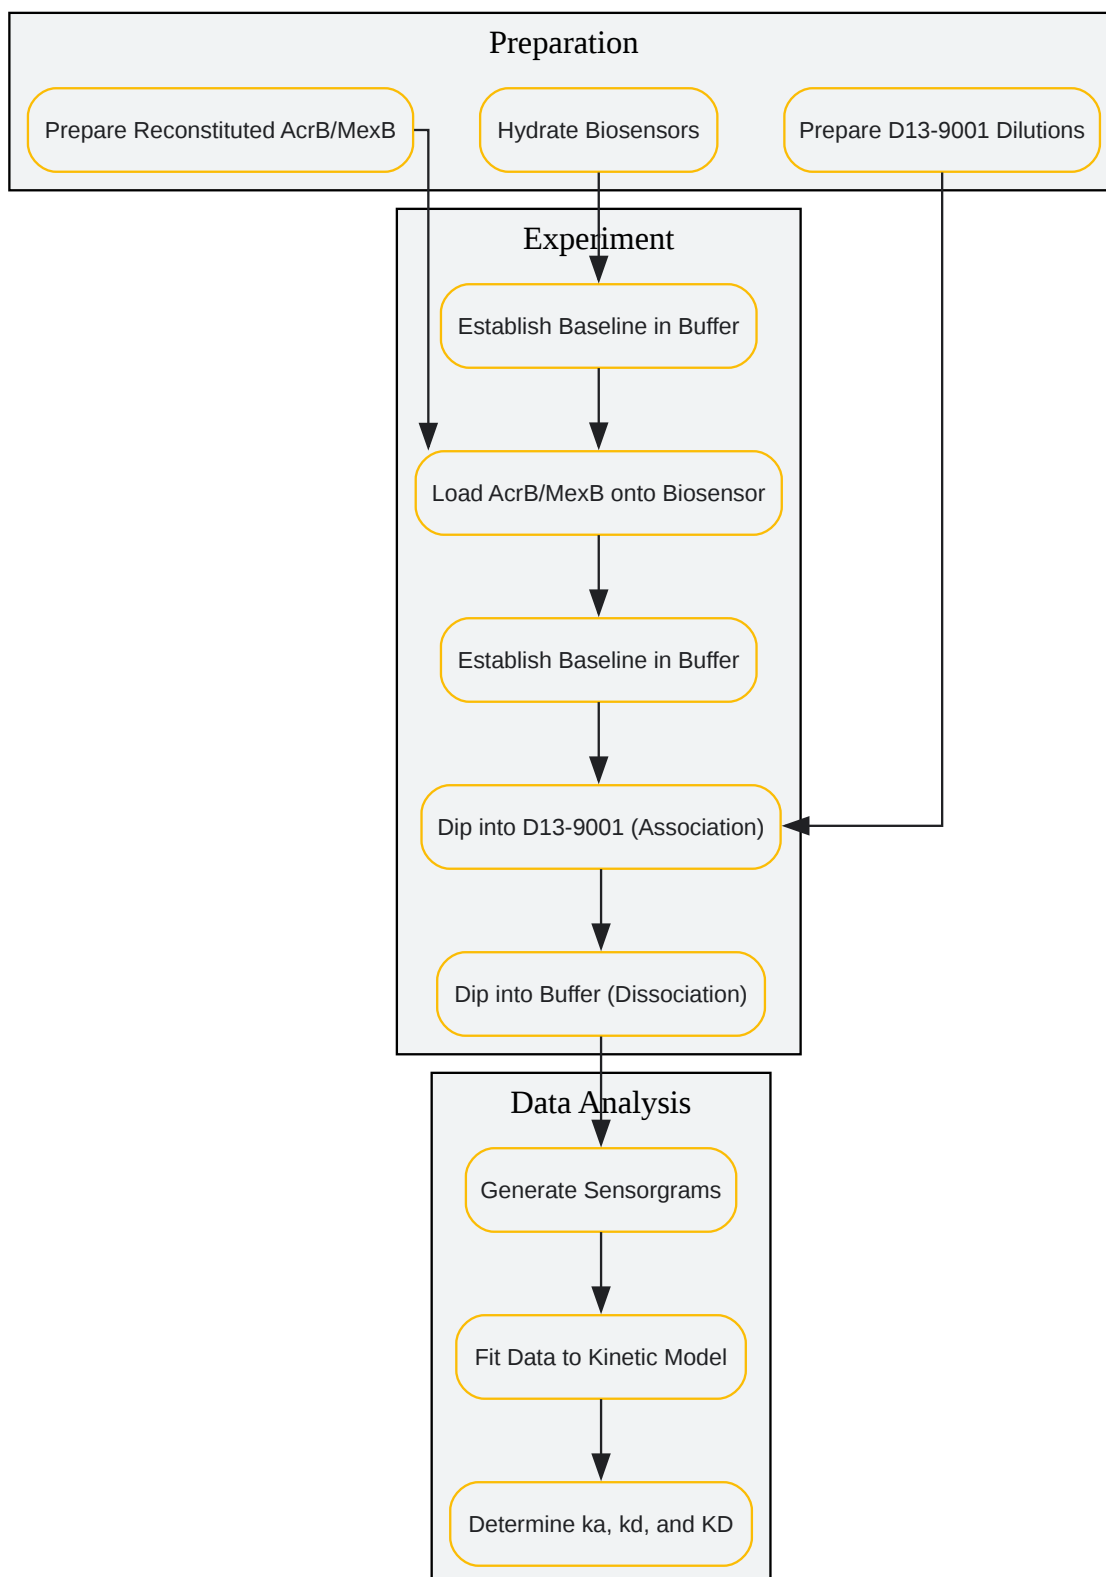 Preparation
Prepare Reconstituted AcrB/MexB
Hydrate Biosensors
Prepare D13-9001 Dilutions
Experiment
Establish Baseline in Buffer
Load AcrB/MexB onto Biosensor
Establish Baseline in Buffer
Dip into D13-9001 (Association)
Dip into Buffer (Dissociation)
Data Analysis
Generate Sensorgrams
Fit Data to Kinetic Model
Determine ka, kd, and KD